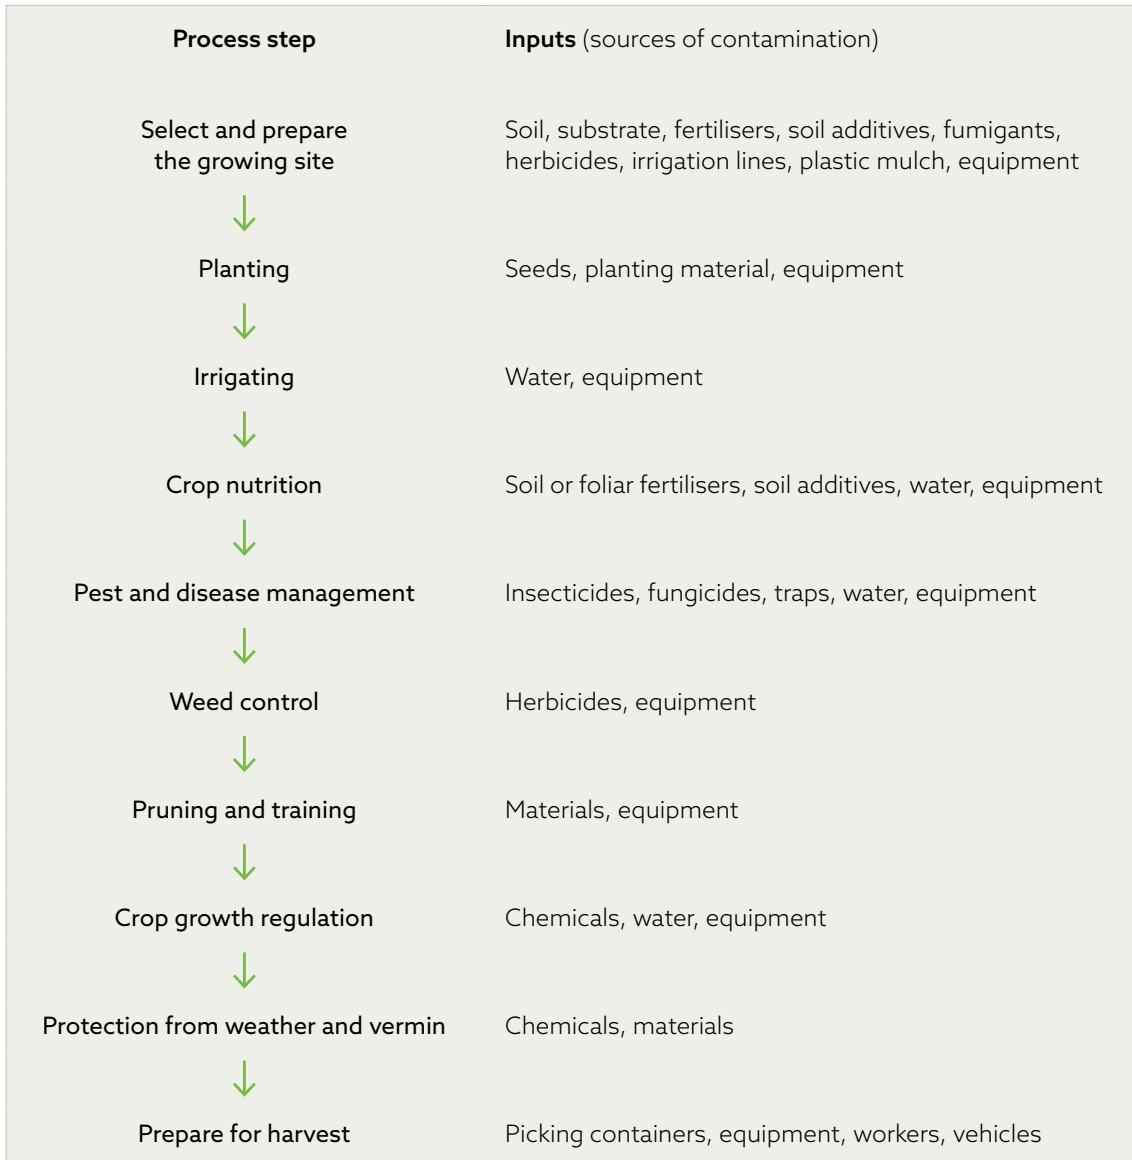 Process step
Inputs (sources of contamination)
Select and prepare
the growing site
Soil, substrate, fertilisers, soil additives, fumigants,
herbicides, irrigation lines, plastic mulch, equipment
Planting
Seeds, planting material, equipment
Irrigating
Water, equipment
Crop nutrition
Soil or foliar fertilisers, soil additives, water, equipment
Pest and disease management
Insecticides, fungicides, traps, water, equipment
Weed control
Herbicides, equipment
Pruning and training
Materials, equipment
Crop growth regulation
Chemicals, water, equipment
Protection from weather and vermin
Chemicals, materials
Prepare for harvest
Picking containers, equipment, workers, vehicles